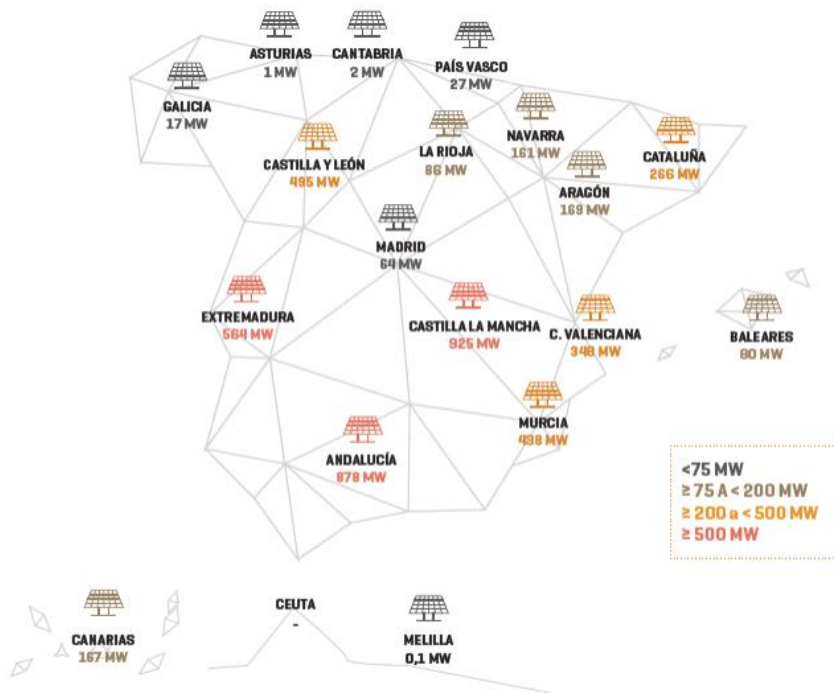 ASTURIAS
1 MW
CANTABRIA
2 MW
PAÍS VASCO
27 MW
GALICIA
17 MW
CASTILLA Y LEÓN
495 MW
LA RIOJA
86 MW
NAVARRA
161 MW
CATALUÑA
266 MW
ARAGÓN
169 MW
MADRID
64 MW
EXTREMADURA
564 MW
CASTILLA LA MANCHA
925 MW
C. VALENCIANA
348 MW
BALEARES
80 MW
MURCIA
438 MW
ANDALUCÍA
878 MW
<75 MW
≥ 75 A < 200 MW
≥ 200 a < 500 MW
≥ 500 MW
CANARIAS
167 MW
CEUTA
-
MELILLA
0,1 MW